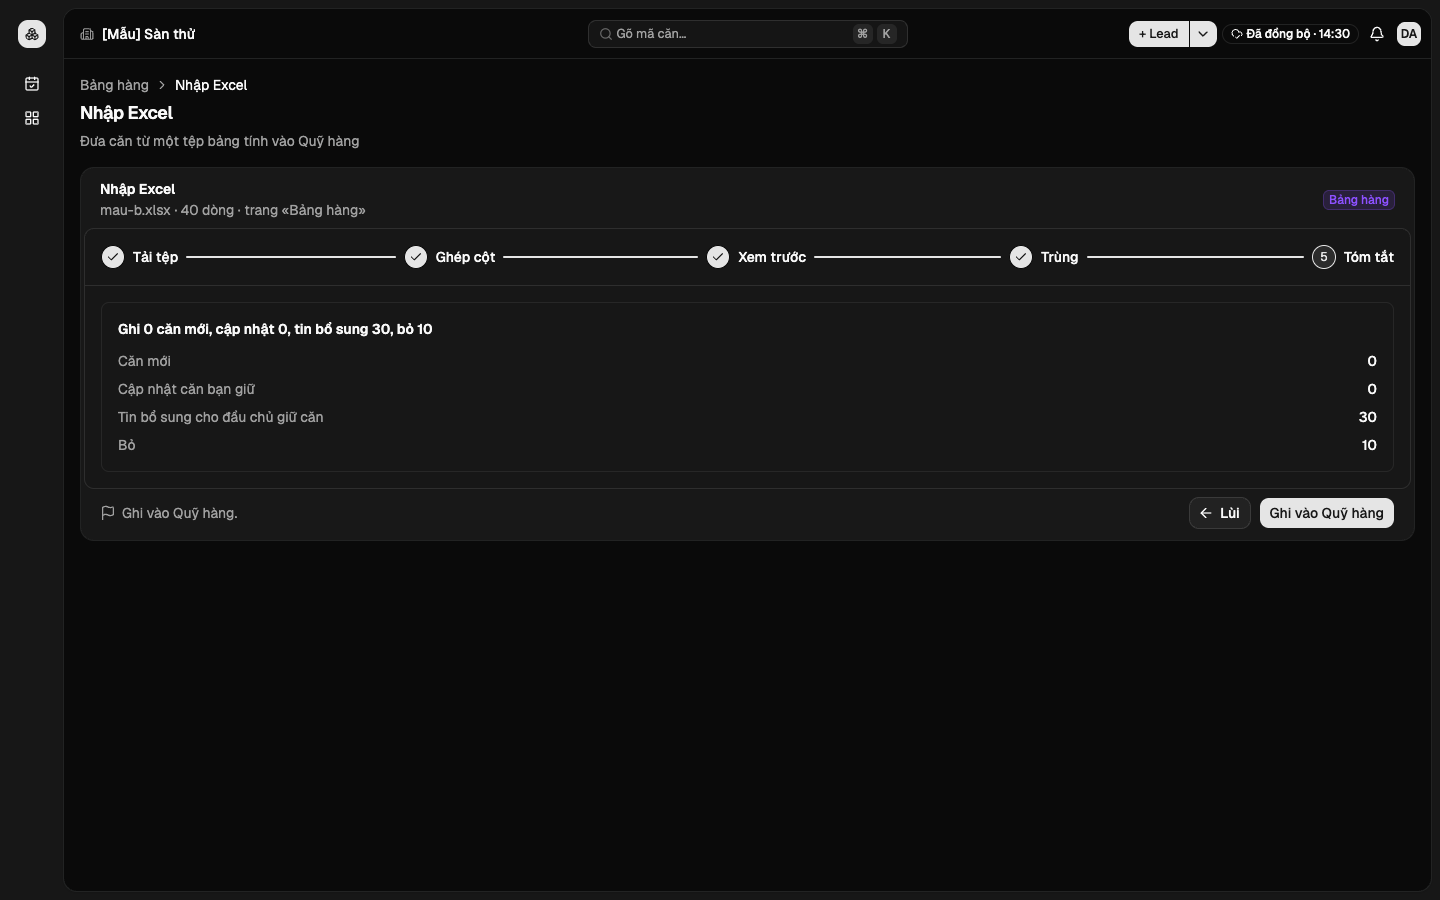 [Mẫu] Sàn thử
Gõ mã căn...
⌘ K
+ Lead
Đã đồng bộ · 14:30
DA
Bảng hàng > Nhập Excel
Nhập Excel
Đưa căn từ một tệp bảng tính vào Quỹ hàng
Nhập Excel
mau-b.xlsx · 40 dòng · trang «Bảng hàng»
Bảng hàng
Tải tệp
Ghép cột
Xem trước
Trùng
5 Tóm tắt
Ghi 0 căn mới, cập nhật 0, tin bổ sung 30, bỏ 10
Căn mới 0
Cập nhật căn bạn giữ 0
Tin bổ sung cho đầu chủ giữ căn 30
Bỏ 10
Ghi vào Quỹ hàng.
Lùi
Ghi vào Quỹ hàng